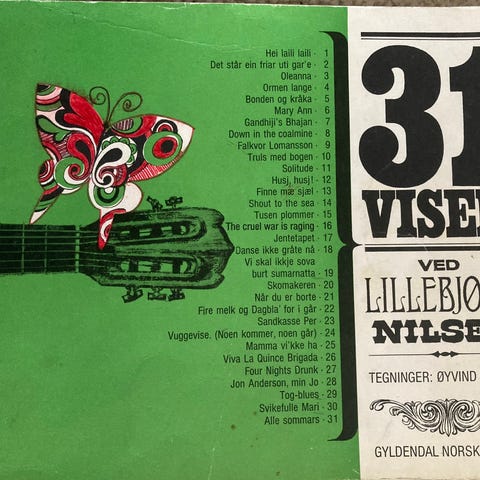 Hei laili laili · 1
Det står ein friar uti gar'e · 2
Oleanna · 3
Ormen lange · 4
Bonden og kråka · 5
Mary Ann · 6
Gandhiji's Bhajan · 7
Down in the coalmine · 8
Falkvor Lomansson · 9
Truls med bogen · 10
Solitude · 11
Husj, husj! · 12
Finne mæ sjæl · 13
Shout to the sea · 14
Tusen plommer · 15
The cruel war is raging · 16
Jentetapet · 17
Danse ikke gråte nå · 18
Vi skal ikkje sova
burt sumarnatta · 19
Skomakeren · 20
Når du er borte · 21
Fire melk og Dagbla' for i går · 22
Sandkasse Per · 23
Vuggevise. (Noen kommer, noen går) · 24
Mamma vi'kke ha · 25
Viva La Quince Brigada · 26
Four Nights Drunk · 27
Jon Anderson, min Jo · 28
Tog-blues · 29
Svikefulle Mari · 30
Alle sommars · 31
31
VISE
VED
LILLEBJØ
NILSE
TEGNINGER: ØYVIND
GYLDENDAL NORSK